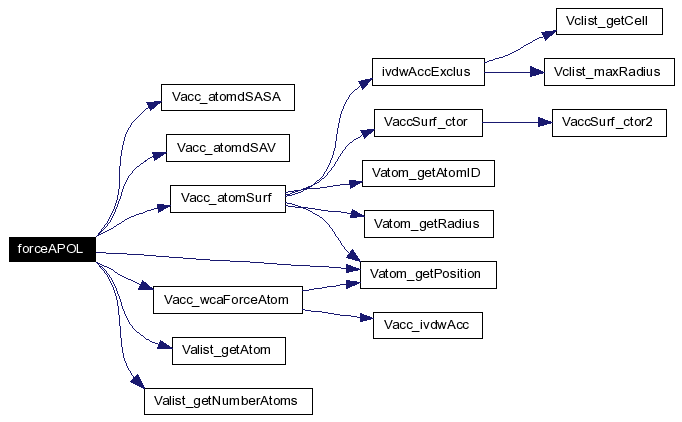 Vclist_getCell
ivdwAccExclus
Vclist_maxRadius
Vacc_atomdSASA
VaccSurf_ctor
VaccSurf_ctor2
Vacc_atomdSAV
Vatom_getAtomID
Vacc_atomSurf
Vatom_getRadius
forceAPOL
Vatom_getPosition
Vacc_wcaForceAtom
Vacc_ivdwAcc
Valist_getAtom
Valist_getNumberAtoms